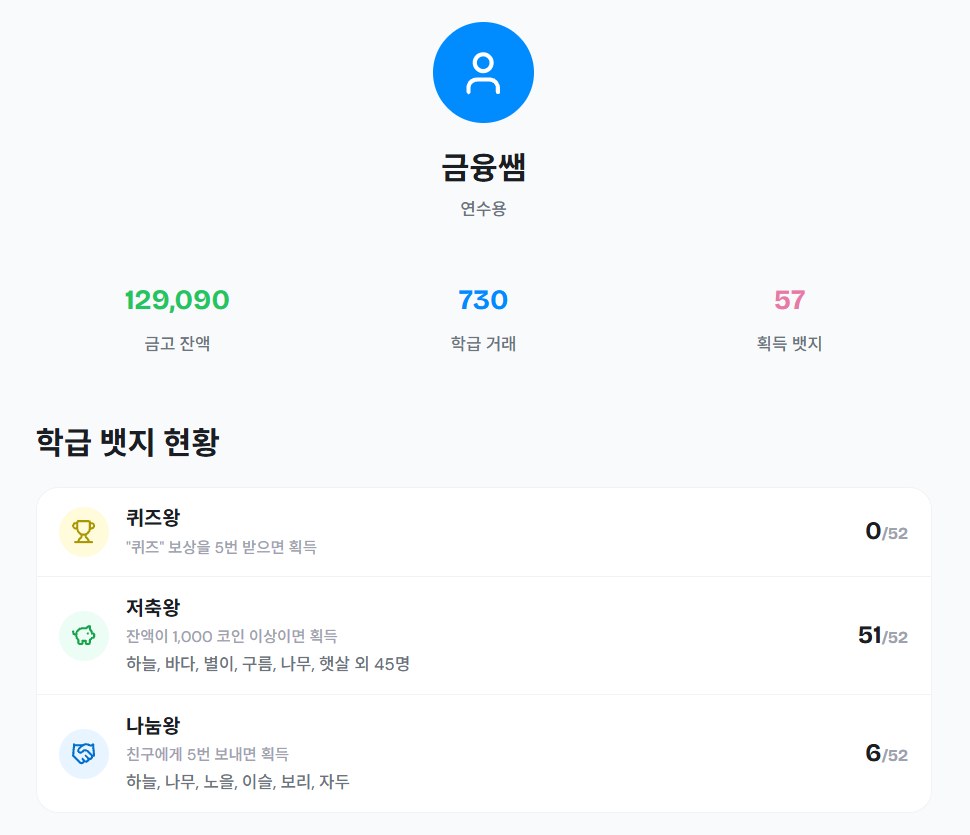 금융쌤
연수용
129,090
730
57
금고 잔액
학급 거래
획득 뱃지
학급 뱃지 현황
퀴즈왕
"퀴즈" 보상을 5번 받으면 획득
0/52
저축왕
잔액이 1,000 코인 이상이면 획득
하늘, 바다, 별이, 구름, 나무, 햇살 외 45명
51/52
나눔왕
친구에게 5번 보내면 획득
하늘, 나무, 노을, 이슬, 보리, 자두
6/52